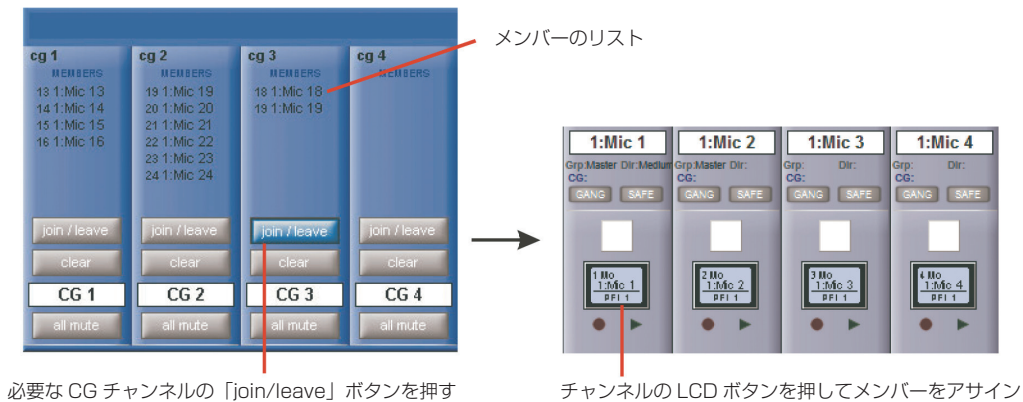 メンバーのリスト
cg 1
MEMBERS
13 1:Mic 13
14 1:Mic 14
15 1:Mic 15
16 1:Mic 16
join / leave
clear
CG 1
all mute
cg 2
MEMBERS
19 1:Mic 19
20 1:Mic 20
21 1:Mic 21
22 1:Mic 22
23 1:Mic 23
24 1:Mic 24
join / leave
clear
CG 2
all mute
cg 3
MEMBERS
18 1:Mic 18
19 1:Mic 19
join / leave
clear
CG 3
all mute
cg 4
MEMBERS
join / leave
clear
CG 4
all mute
必要な CG チャンネルの「join/leave」ボタンを押す
1:Mic 1
Grp:Master Dir:Medium
CG:
GANG SAFE
1 Mo
1:Mic 1
PFL 1
1:Mic 2
Grp:Master Dir:
CG:
GANG SAFE
2 Mo
1:Mic 2
PFL 1
1:Mic 3
Grp: Dir:
CG:
GANG SAFE
3 Mo
1:Mic 3
PFL 1
1:Mic 4
Grp: Dir:
CG:
GANG SAFE
4 Mo
1:Mic 4
PFL 1
チャンネルの LCD ボタンを押してメンバーをアサイン